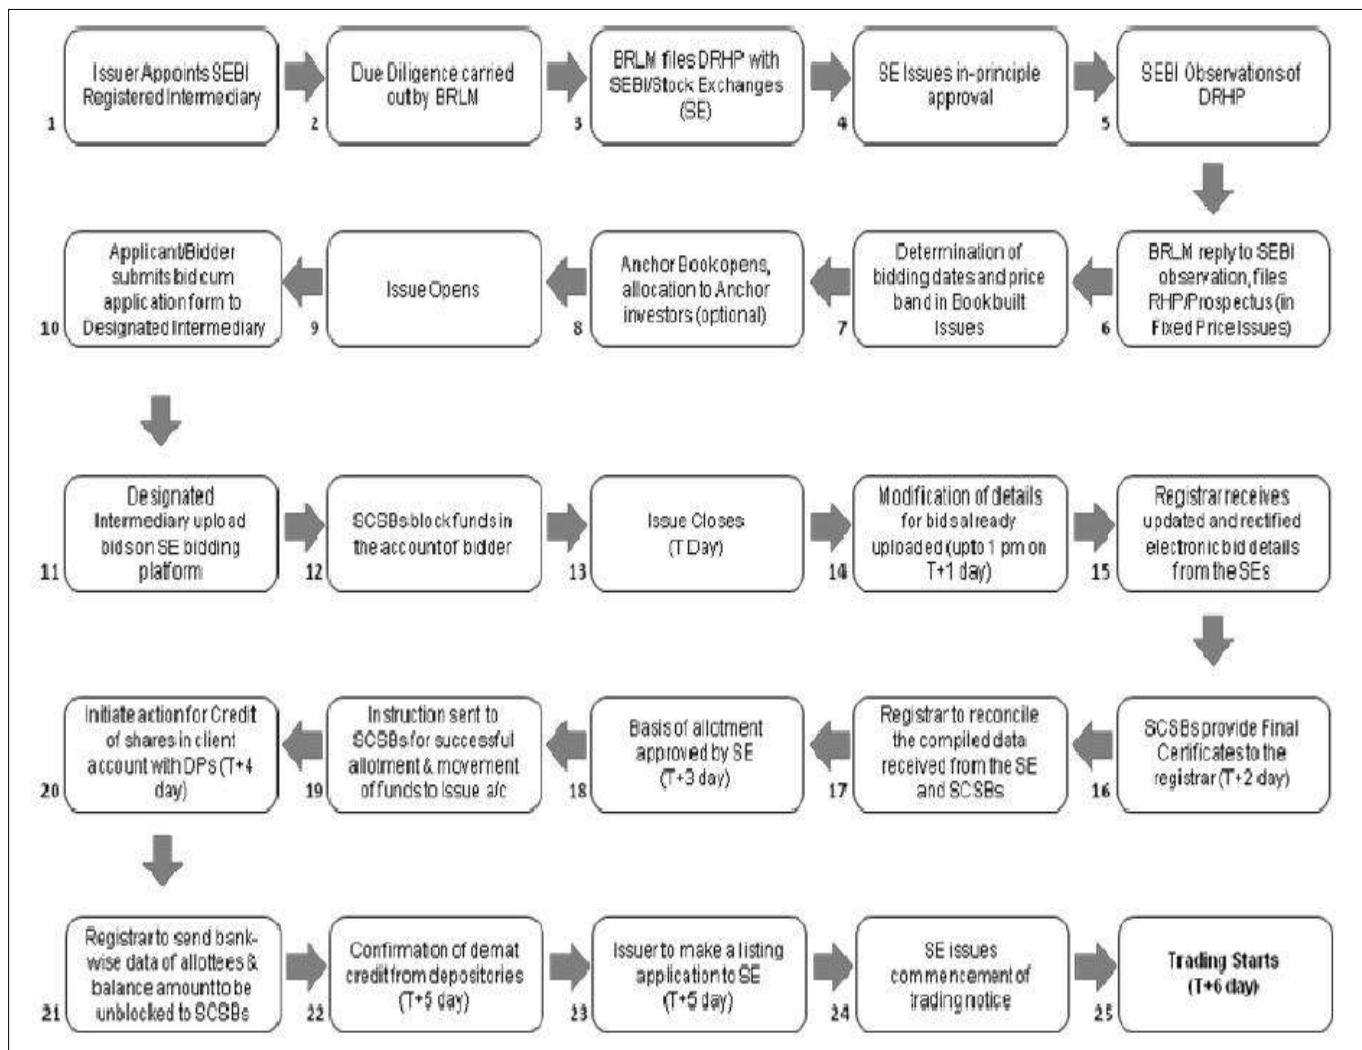 1
Issuer Appoints SEBI
Registered Intermediary
2
Due Diligence carried
out by BRLM
3
BRLM files DRHP with
SEBI/Stock Exchanges
(SE)
4
SE Issues in-principle
approval
5
SEBI Observations of
DRHP
6
BRLM reply to SEBI
observation, files
RHP/Prospectus (in
Fixed Price Issues)
7
Determination of
bidding dates and price
band in Book built
Issues
8
Anchor Book opens,
allocation to Anchor
investors (optional)
9
Issue Opens
10
Applicant/Bidder
submits bid cum
application form to
Designated Intermediary
11
Designated
Intermediary upload
bids on SE bidding
platform
12
SCSBs block funds in
the account of bidder
13
Issue Closes
(T Day)
14
Modification of details
for bids already
uploaded (upto 1 pm on
T+1 day)
15
Registrar receives
updated and rectified
electronic bid details
from the SEs
16
SCSBs provide Final
Certificates to the
registrar (T+2 day)
17
Registrar to reconcile
the compiled data
received from the SE
and SCSBs
18
Basis of allotment
approved by SE
(T+3 day)
19
Instruction sent to
SCSBs for successful
allotment & movement
of funds to Issue a/c
20
Initiate action for Credit
of shares in client
account with DPs (T+4
day)
21
Registrar to send bank-
wise data of allottees &
balance amount to be
unblocked to SCSBs
22
Confirmation of demat
credit from depositories
(T+5 day)
23
Issuer to make a listing
application to SE
(T+5 day)
24
SE issues
commencement of
trading notice
25
Trading Starts
(T+6 day)